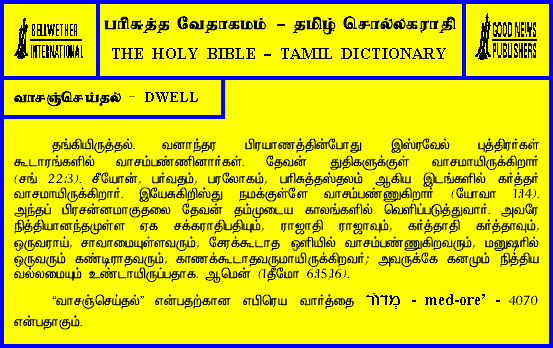 BELLWETHER
INTERNATIONAL
பரிசுத்த வேதாகமம் – தமிழ் சொல்லகராதி
THE HOLY BIBLE – TAMIL DICTIONARY
GOOD NEWS
PUBLISHERS
வாசஞ்செய்தல் – DWELL
தங்கியிருத்தல். வனாந்தர பிரயாணத்தின்போது இஸ்ரவேல் புத்திரர்கள்
கூடாரங்களில் வாசம்பண்ணினார்கள். தேவன் துதிகளுக்குள் வாசமாயிருக்கிறார்
(சங் 22:3). சீயோன், பர்வதம், பரலோகம், பரிசுத்தஸ்தலம் ஆகிய இடங்களில் கர்த்தர்
வாசமாயிருக்கிறார். இயேசுகிறிஸ்து நமக்குள்ளே வாசம்பண்ணுகிறார் (யோவா 1:14).
அந்தப் பிரசன்னமாகுதலை தேவன் தம்முடைய காலங்களில் வெளிப்படுத்துவார். அவரே
நித்தியானந்தமுள்ள ஏக சக்கராதிபதியும், ராஜாதி ராஜாவும், கர்த்தாதி கர்த்தாவும்,
ஒருவராய், சாவாமையுள்ளவரும், சேரக்கூடாத ஒளியில் வாசம்பண்ணுகிறவரும், மனுஷரில்
ஒருவரும் கண்டிராதவரும், காணக்கூடாதவருமாயிருக்கிறவர்; அவருக்கே கனமும் நித்திய
வல்லமையும் உண்டாயிருப்பதாக. ஆமென் (1தீமோ 6:15,16).
“வாசஞ்செய்தல்” என்பதற்கான எபிரெய வார்த்தை - med-ore’ - 4070
என்பதாகும்.